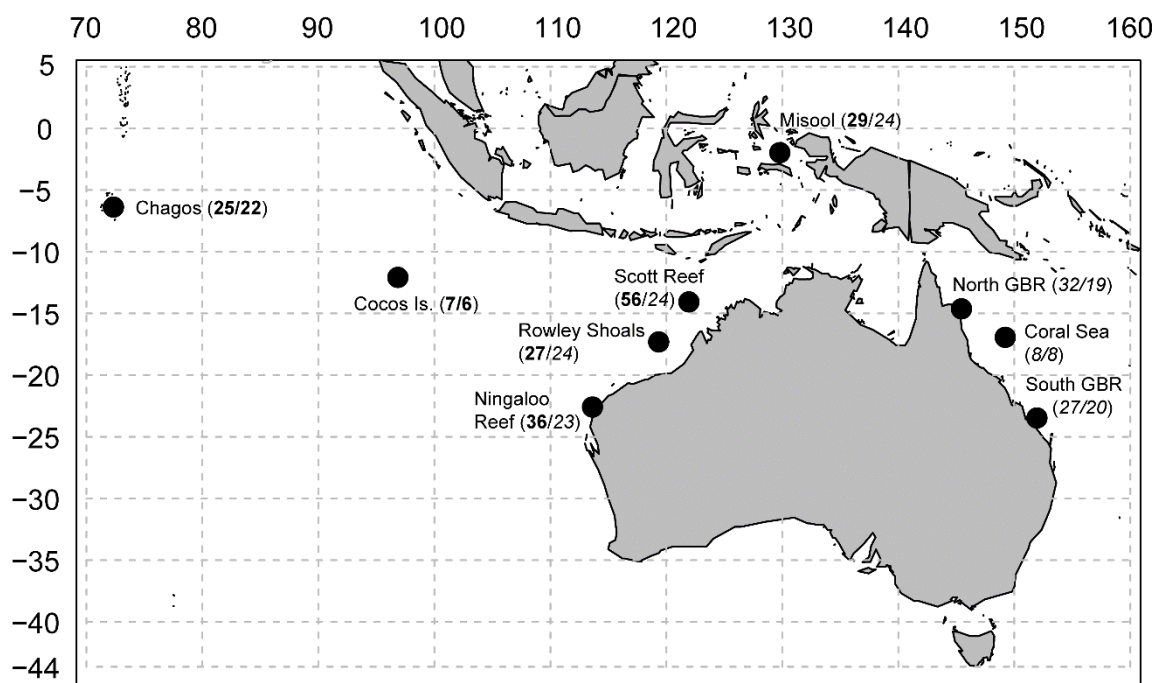 70 80 90 100 110 120 130 140 150 160
5
0
Misool (29/24)
−5
Chagos (25/22)
−10
Cocos Is. (7/6)
Scott Reef
(56/24)
North GBR (32/19)
−15
Rowley Shoals
(27/24)
Coral Sea
(8/8)
−20
Ningaloo
Reef (36/23)
South GBR
(27/20)
−25
−30
−35
−40
−44